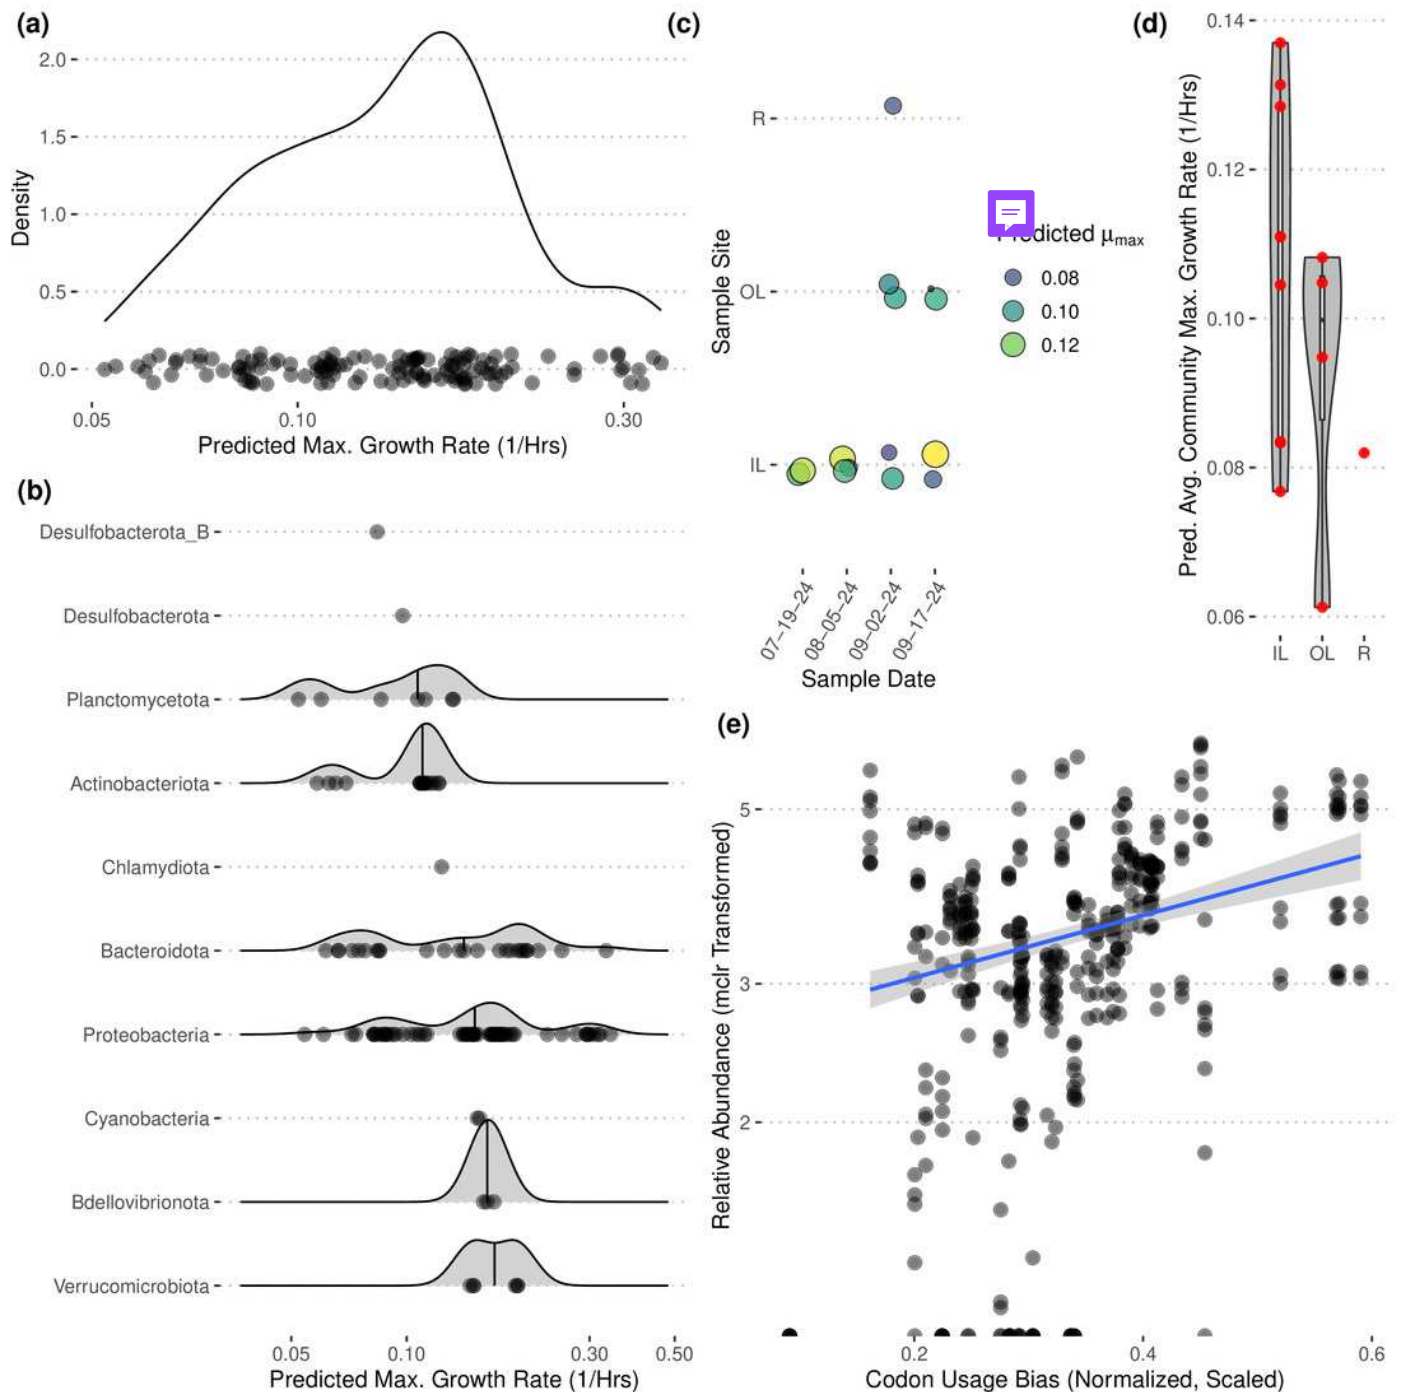 (a)
2.0
1.5
1.0
0.5
0.0
Density
0.05 0.10 0.30
Predicted Max. Growth Rate (1/Hrs)
(b)
Desulfobacterota_B
Desulfobacterota
Planctomycetota
Actinobacteriota
Chlamydiota
Bacteroidota
Proteobacteria
Cyanobacteria
Bdellovibrionota
Verrucomicrobiota
0.05 0.10 0.30 0.50
Predicted Max. Growth Rate (1/Hrs)
(c)
R
OL
IL
Sample Site
07-19-24
08-05-24
09-02-24
09-17-24
Sample Date
Predicted μmax
0.08
0.10
0.12
(d)
0.14
0.12
0.10
0.08
0.06
Pred. Avg. Community Max. Growth Rate (1/Hrs)
IL OL R
(e)
5
3
2
Relative Abundance (mclr Transformed)
0.2 0.4 0.6
Codon Usage Bias (Normalized, Scaled)